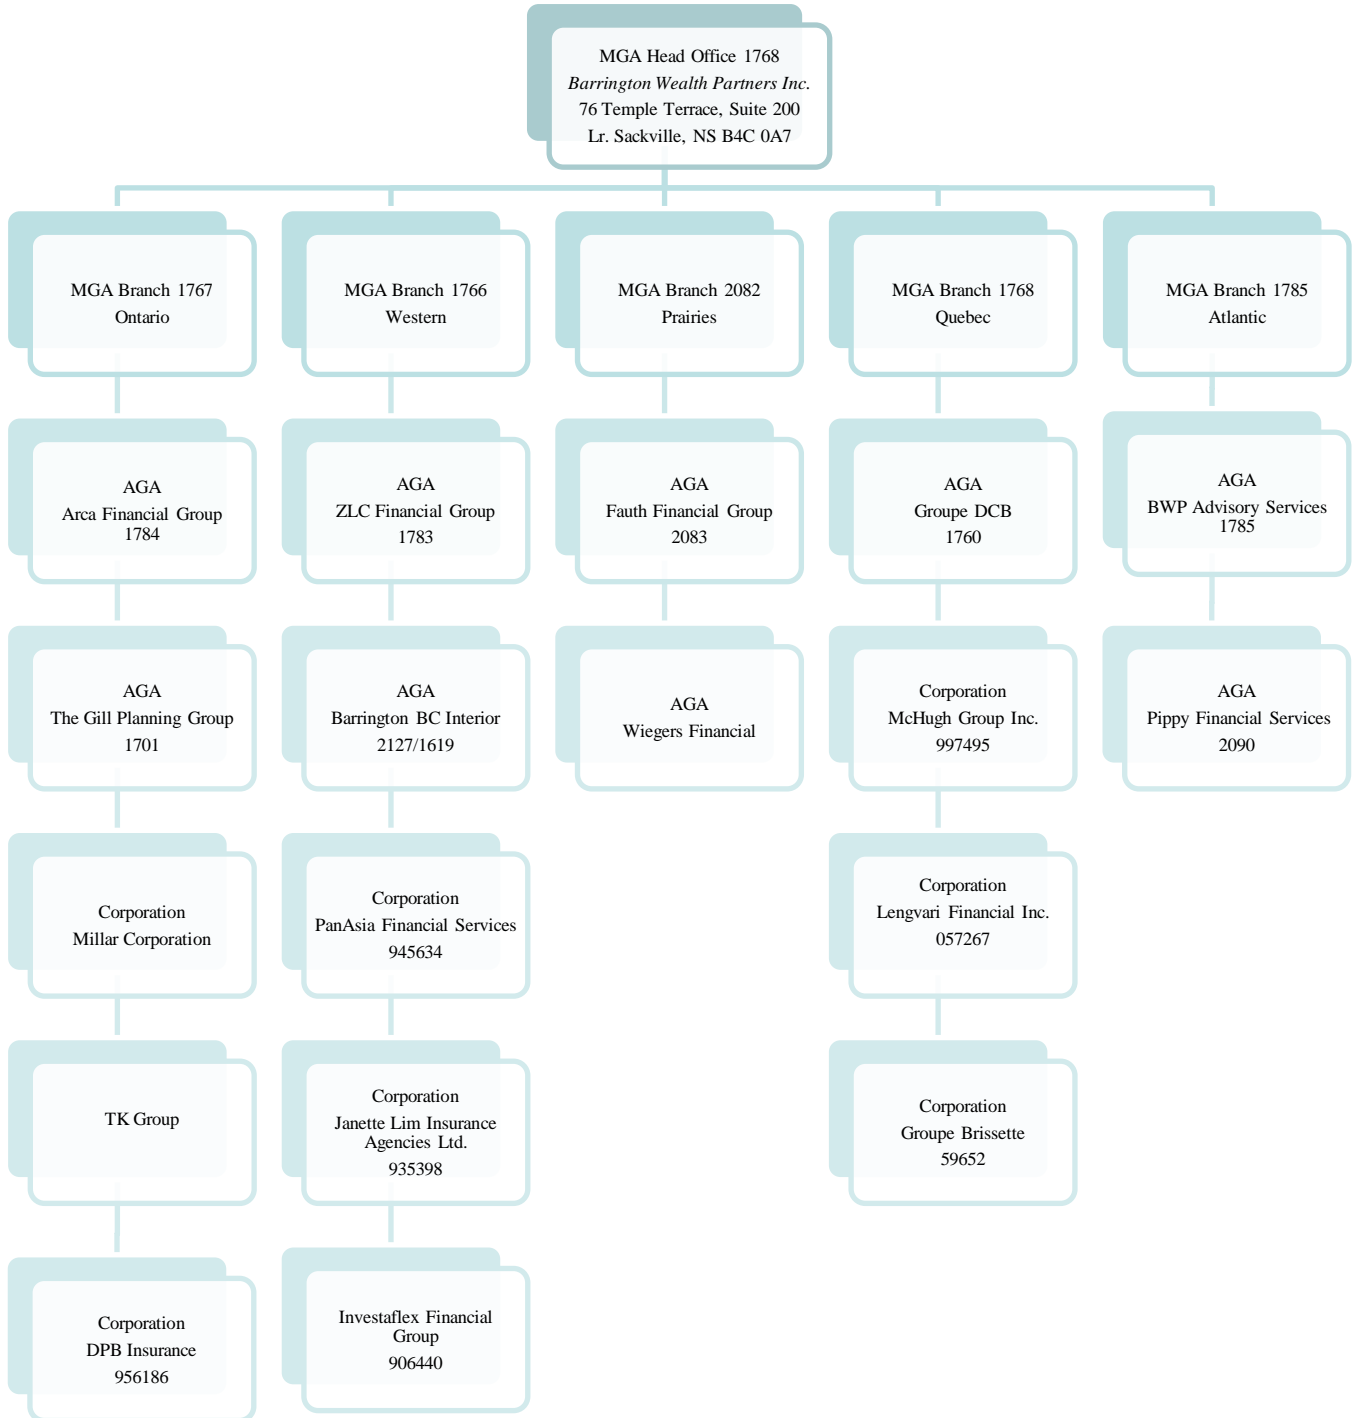 MGA Head Office 1768
Barrington Wealth Partners Inc.
76 Temple Terrace, Suite 200
Lr. Sackville, NS B4C 0A7
MGA Branch 1767
Ontario
MGA Branch 1766
Western
MGA Branch 2082
Prairies
MGA Branch 1768
Quebec
MGA Branch 1785
Atlantic
AGA
Arca Financial Group
1784
AGA
ZLC Financial Group
1783
AGA
Fauth Financial Group
2083
AGA
Groupe DCB
1760
AGA
BWP Advisory Services
1785
AGA
The Gill Planning Group
1701
AGA
Barrington BC Interior
2127/1619
AGA
Wiegers Financial
Corporation
McHugh Group Inc.
997495
AGA
Pippy Financial Services
2090
Corporation
Millar Corporation
Corporation
PanAsia Financial Services
945634
Corporation
Lengvari Financial Inc.
057267
TK Group
Corporation
Janette Lim Insurance
Agencies Ltd.
935398
Corporation
Groupe Brissette
59652
Corporation
DPB Insurance
956186
Investaflex Financial
Group
906440